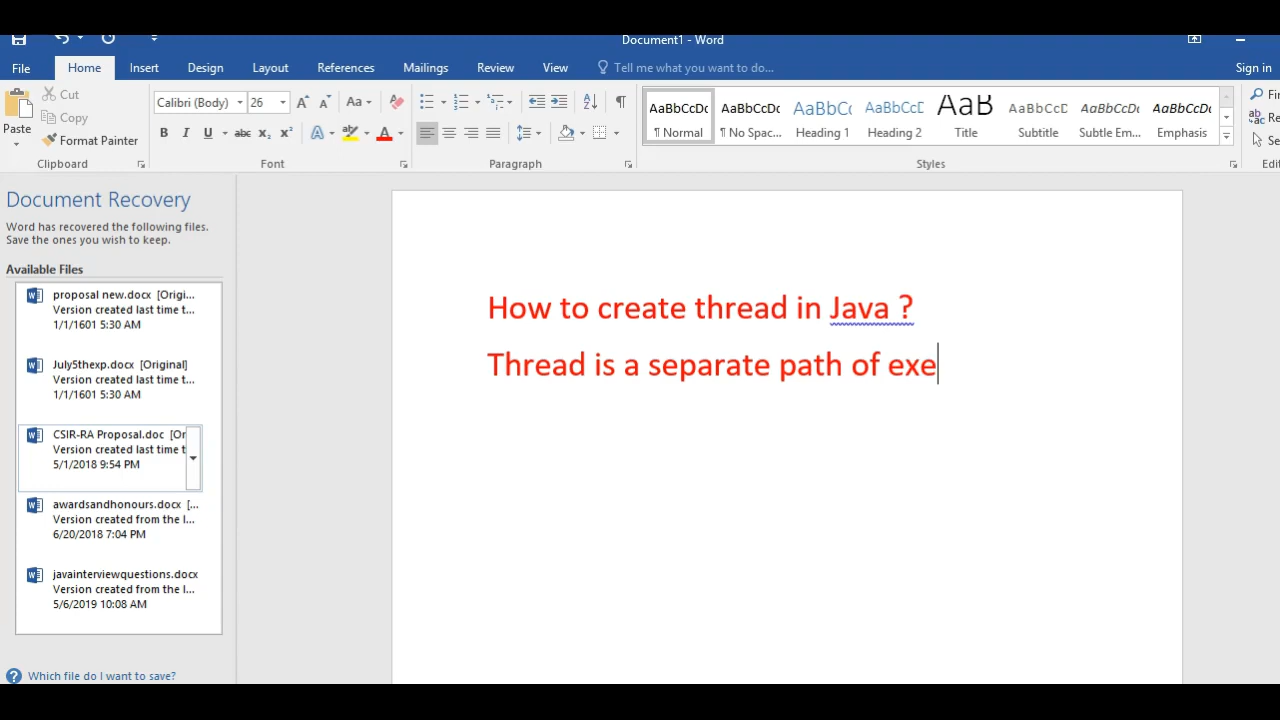 Document1 - Word
File Home Insert Design Layout References Mailings Review View Tell me what you want to do... Sign in
Paste Cut Copy Format Painter
Calibri (Body) 26
AaBbCcDc AaBbCcDc AaBbC AaBbCcD AaB AaBbCcD AaBbCcDc AaBbCcDc
¶ Normal ¶ No Spac... Heading 1 Heading 2 Title Subtitle Subtle Em... Emphasis
Clipboard Font Paragraph Styles
Document Recovery
Word has recovered the following files.
Save the ones you wish to keep.
Available Files
proposal new.docx [Origi...
Version created last time t
1/1/1601 5:30 AM
July5thexp.docx [Original]
Version created last time t
1/1/1601 5:30 AM
CSIR-RA Proposal.doc [Or
Version created last time t
5/1/2018 9:54 PM
awardsandhonours.docx [...
Version created from the l...
6/20/2018 7:04 PM
javainterviewquestions.docx
Version created from the l...
5/6/2019 10:08 AM
Which file do I want to save?
How to create thread in Java ?
Thread is a separate path of exe